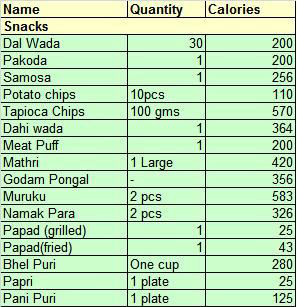 Name Quantity Calories
Snacks
Dal Wada 30 200
Pakoda 1 200
Samosa 1 256
Potato chips 10pcs 110
Tapioca Chips 100 gms 570
Dahi wada 1 364
Meat Puff 1 200
Mathri 1 Large 420
Godam Pongal - 356
Muruku 2 pcs 583
Namak Para 2 pcs 326
Papad (grilled) 1 25
Papad(fried) 1 43
Bhel Puri One cup 280
Papri 1 plate 25
Pani Puri 1 plate 125